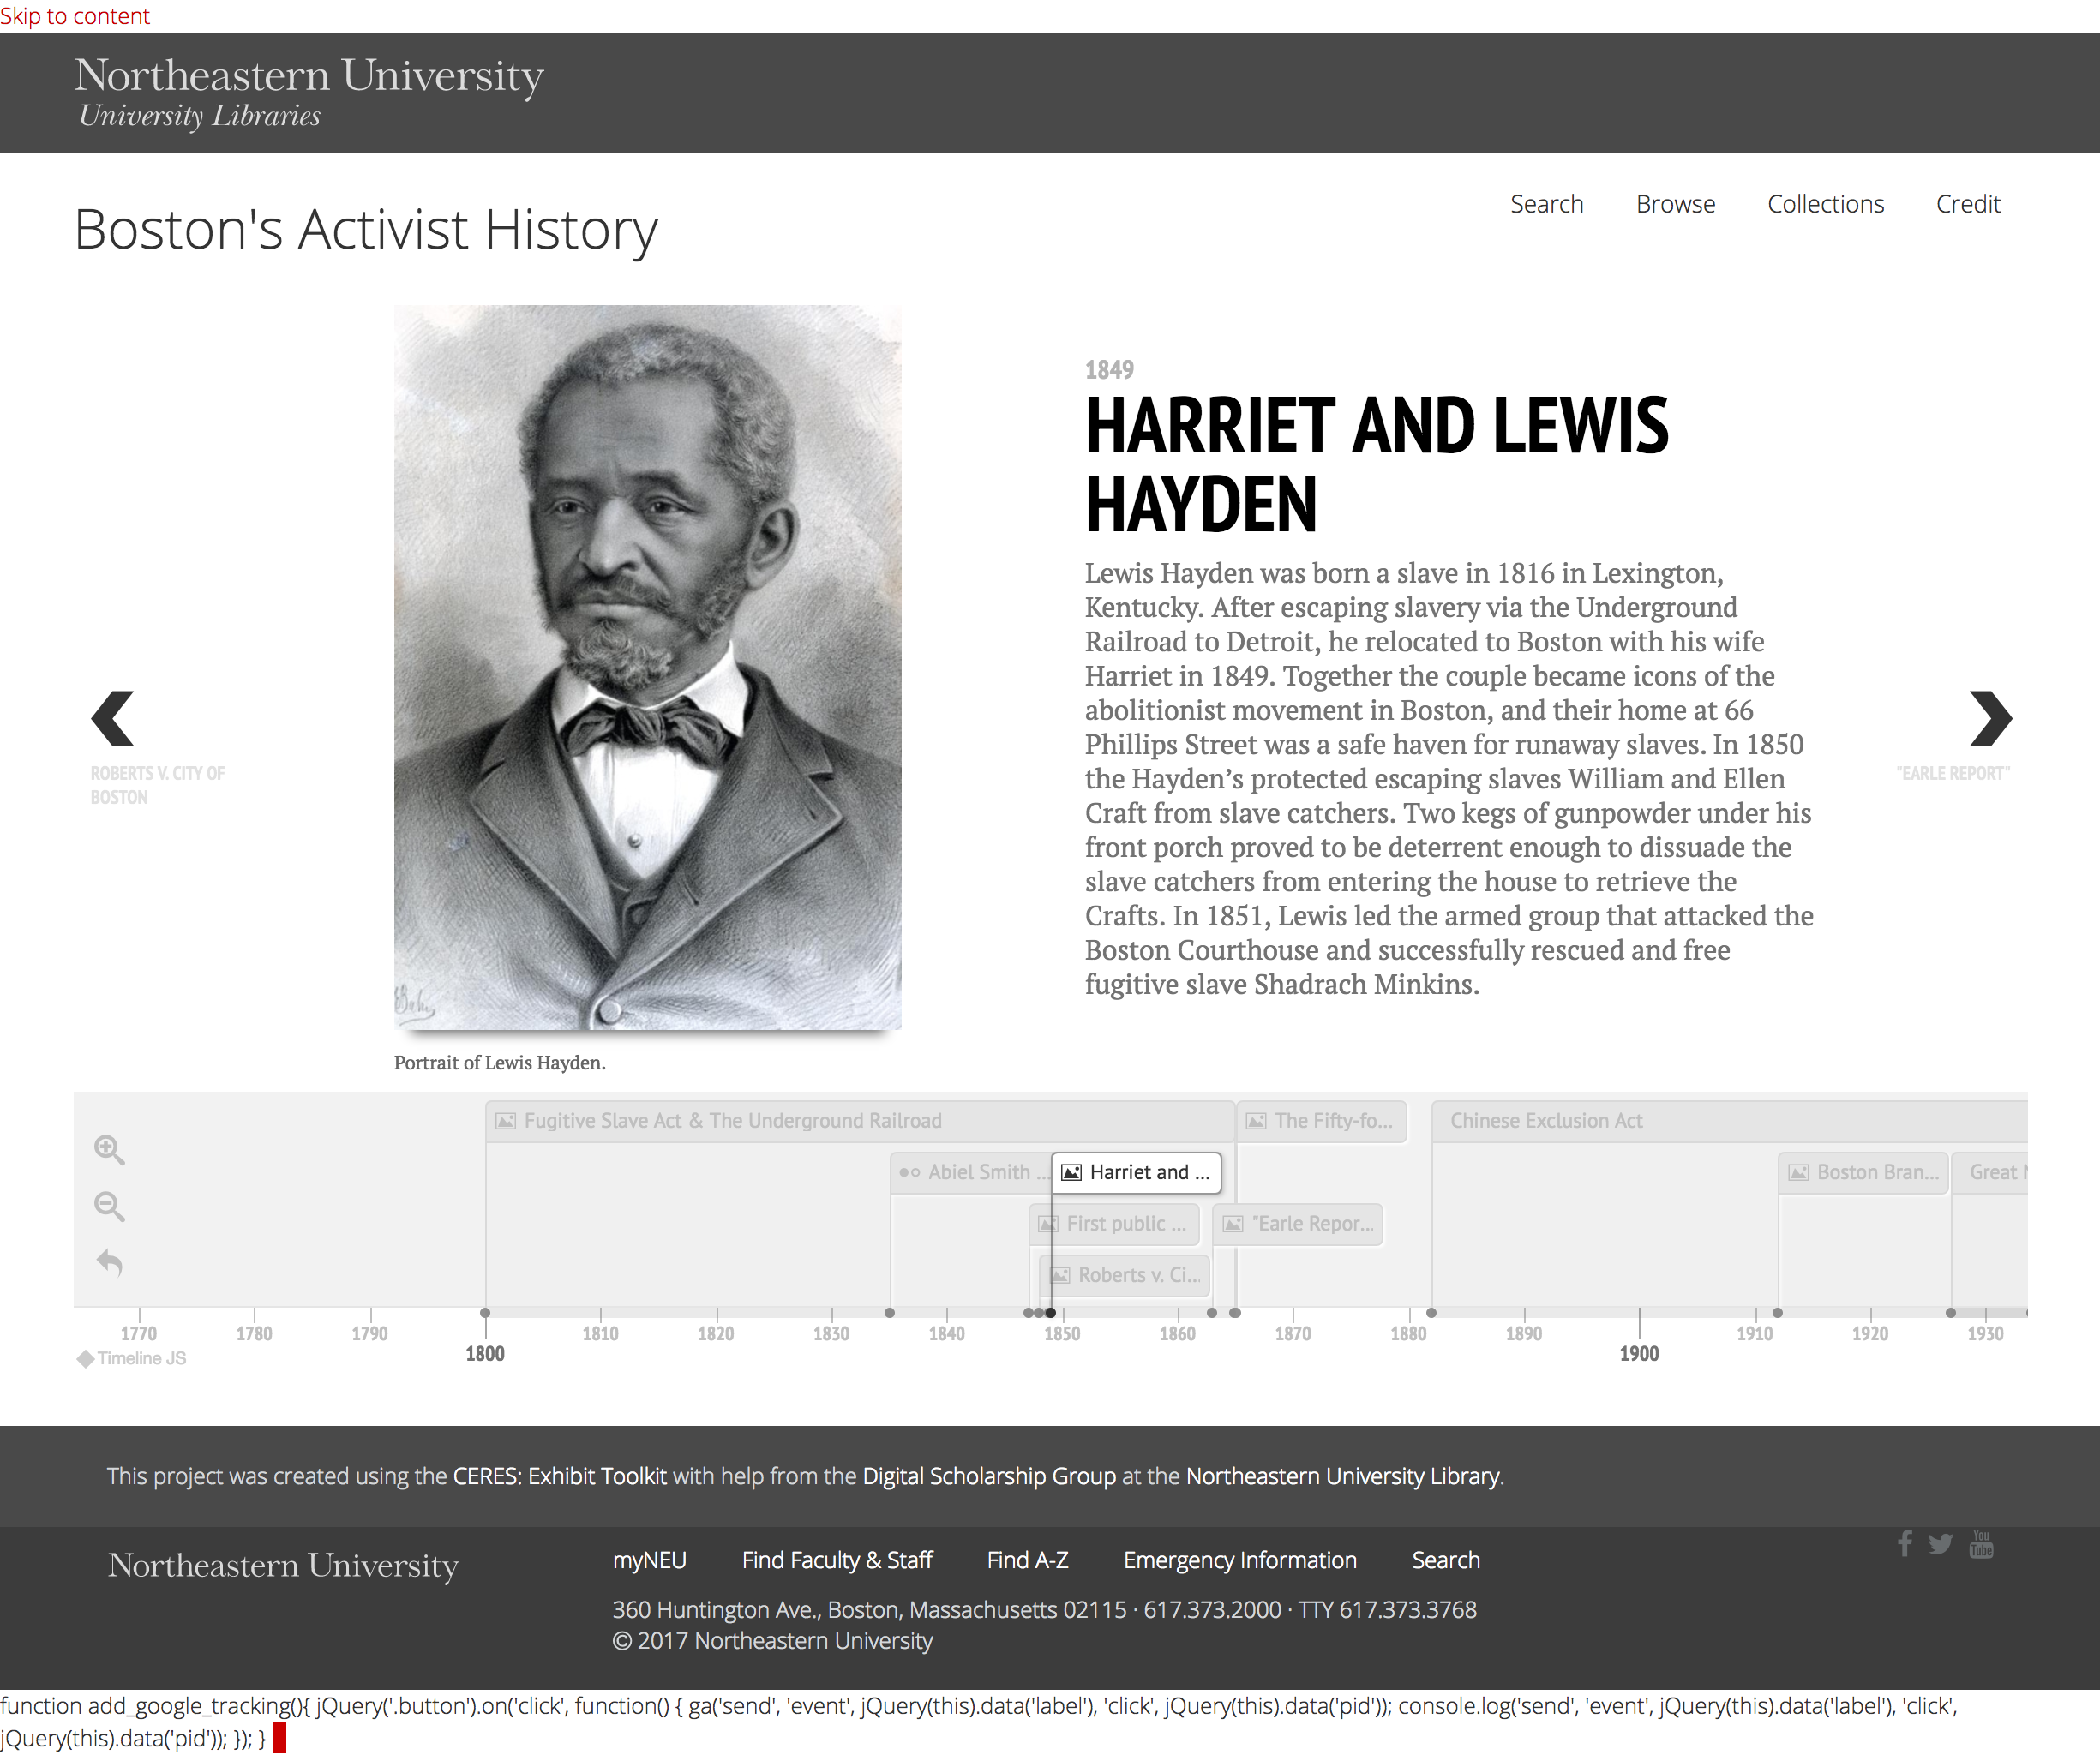 Skip to content
Northeastern University
University Libraries
Boston's Activist History
Search Browse Collections Credit
1849
HARRIET AND LEWIS
HAYDEN
Lewis Hayden was born a slave in 1816 in Lexington,
Kentucky. After escaping slavery via the Underground
Railroad to Detroit, he relocated to Boston with his wife
Harriet in 1849. Together the couple became icons of the
abolitionist movement in Boston, and their home at 66
Phillips Street was a safe haven for runaway slaves. In 1850
the Hayden’s protected escaping slaves William and Ellen
Craft from slave catchers. Two kegs of gunpowder under his
front porch proved to be deterrent enough to dissuade the
slave catchers from entering the house to retrieve the
Crafts. In 1851, Lewis led the armed group that attacked the
Boston Courthouse and successfully rescued and free
fugitive slave Shadrach Minkins.
ROBERTS V. CITY OF
BOSTON
"EARLE REPORT"
Portrait of Lewis Hayden.
Fugitive Slave Act & The Underground Railroad
The Fifty-fo...
Chinese Exclusion Act
Abiel Smith ...
Harriet and ...
Boston Bran...
Great
First public ...
"Earle Repor...
Roberts v. Ci...
1770 1780 1790 1800 1810 1820 1830 1840 1850 1860 1870 1880 1890 1900 1910 1920 1930
Timeline JS
This project was created using the CERES: Exhibit Toolkit with help from the Digital Scholarship Group at the Northeastern University Library.
Northeastern University
myNEU Find Faculty & Staff Find A-Z Emergency Information Search
360 Huntington Ave., Boston, Massachusetts 02115 · 617.373.2000 · TTY 617.373.3768
© 2017 Northeastern University
You
Tube
function add_google_tracking(){ jQuery('.button').on('click', function() { ga('send', 'event', jQuery(this).data('label'), 'click', jQuery(this).data('pid')); console.log('send', 'event', jQuery(this).data('label'), 'click',
jQuery(this).data('pid')); }); }